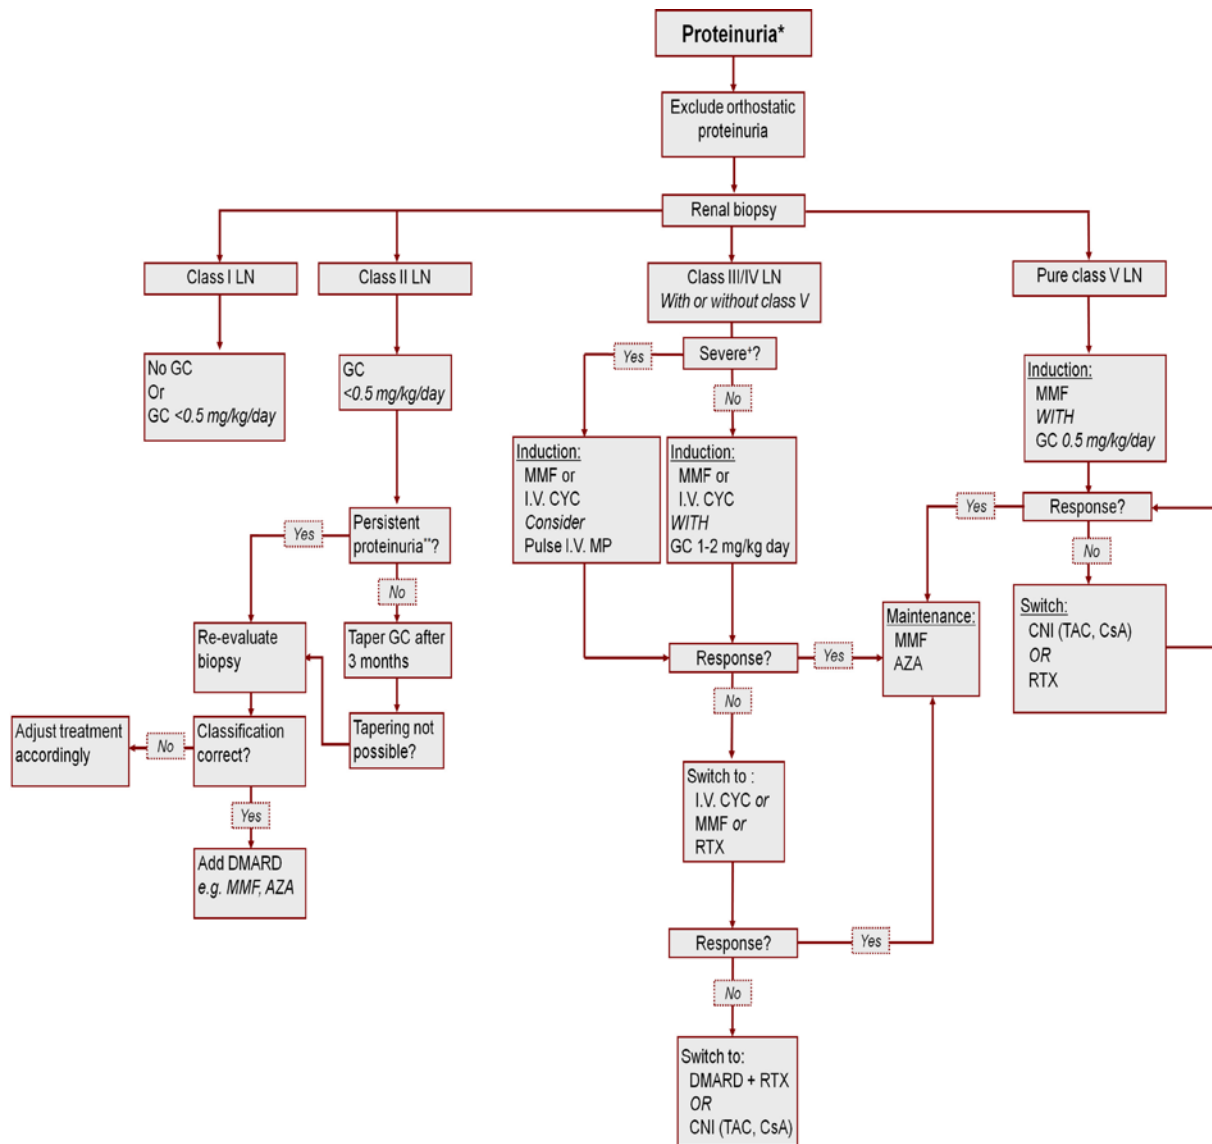 Proteinuria*
Exclude orthostatic
proteinuria
Renal biopsy
Class I LN
Class II LN
Class III/IV LN
With or without class V
Pure class V LN
No GC
Or
GC <0.5 mg/kg/day
GC
<0.5 mg/kg/day
Yes
Severe⁺?
No
Induction:
MMF
WITH
GC 0.5 mg/kg/day
Induction:
MMF or
I.V. CYC
Consider
Pulse I.V. MP
Induction:
MMF or
I.V. CYC
WITH
GC 1-2 mg/kg day
Yes
Response?
No
Yes
Persistent
proteinuria**?
No
Switch:
CNI (TAC, CsA)
OR
RTX
Maintenance:
MMF
AZA
Re-evaluate
biopsy
Taper GC after
3 months
Response?
Yes
No
Adjust treatment
accordingly
No
Classification
correct?
Tapering not
possible?
Yes
Switch to :
I.V. CYC or
MMF or
RTX
Add DMARD
e.g. MMF, AZA
Response?
Yes
No
Switch to:
DMARD + RTX
OR
CNI (TAC, CsA)